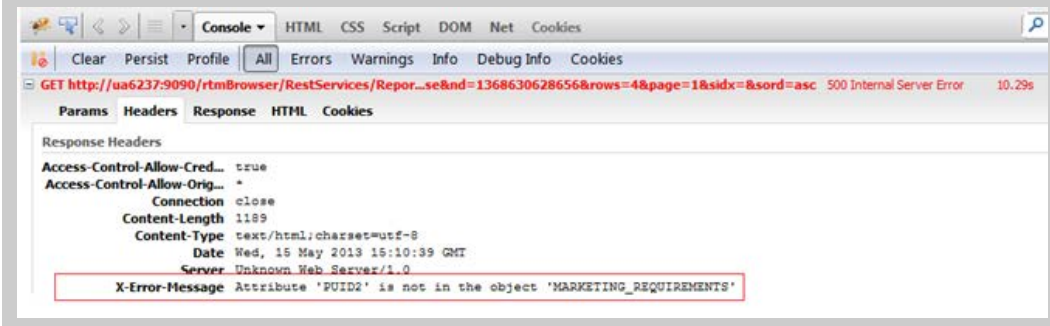 Console HTML CSS Script DOM Net Cookies
Clear Persist Profile All Errors Warnings Info Debug Info Cookies
GET http://ua6237:9090/rtmBrowser/RestServices/Repor...se&nd=1368630628656&rows=4&page=1&sidx=&sord=asc 500 Internal Server Error 10.29s
Params Headers Response HTML Cookies
Response Headers
Access-Control-Allow-Cred... true
Access-Control-Allow-Orig... *
Connection close
Content-Length 1189
Content-Type text/html;charset=utf-8
Date Wed, 15 May 2013 15:10:39 GMT
Server Unknown Web Server/1.0
X-Error-Message Attribute 'PUID2' is not in the object 'MARKETING_REQUIREMENTS'